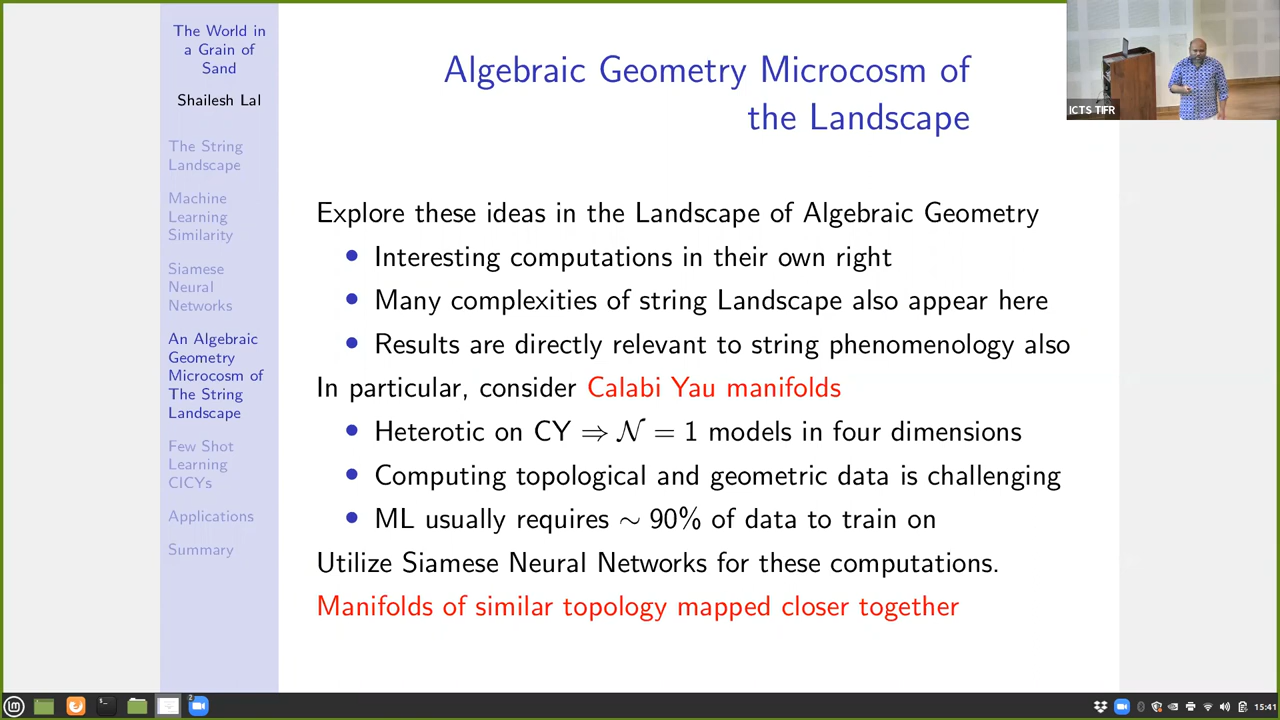 The World in
a Grain of
Sand
Shailesh Lal
The String
Landscape
Machine
Learning
Similarity
Siamese
Neural
Networks
An Algebraic
Geometry
Microcosm of
The String
Landscape
Few Shot
Learning
CICYs
Applications
Summary
Algebraic Geometry Microcosm of
the Landscape
Explore these ideas in the Landscape of Algebraic Geometry
• Interesting computations in their own right
• Many complexities of string Landscape also appear here
• Results are directly relevant to string phenomenology also
In particular, consider Calabi Yau manifolds
• Heterotic on CY ⇒ 𝒩 = 1 models in four dimensions
• Computing topological and geometric data is challenging
• ML usually requires ∼ 90% of data to train on
Utilize Siamese Neural Networks for these computations.
Manifolds of similar topology mapped closer together
ICTS TIFR
2
15:41